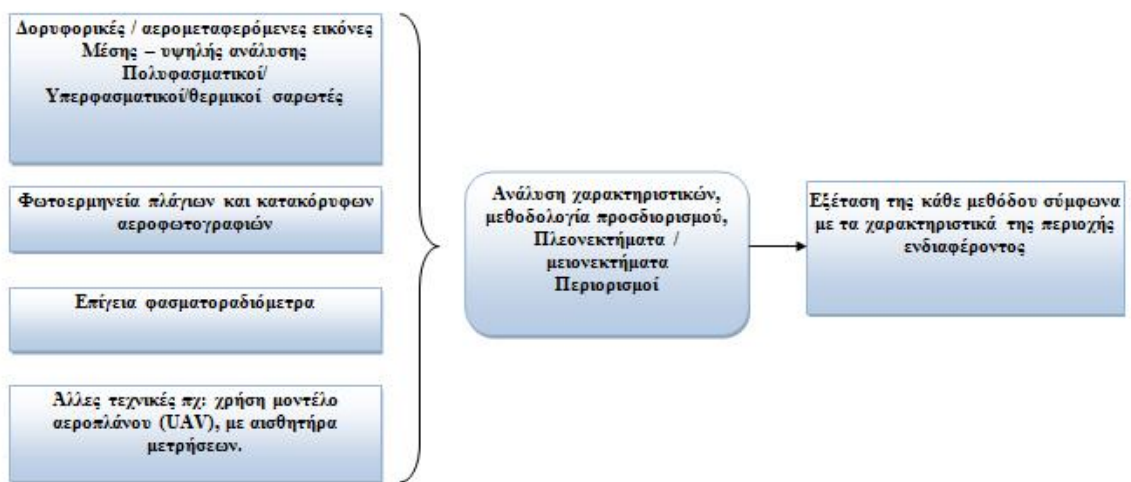 Δορυφορικές / αερομεταφερόμενες εικόνες
Μέσης – υψηλής ανάλυσης
Πολυφασματικοί/
Υπερφασματικοί/θερμικοί σαρωτές
Φωτοερμηνεία πλάγιων και κατακόρυφων
αεροφωτογραφιών
Επίγεια φασματοραδιόμετρα
Άλλες τεχνικές πχ: χρήση μοντέλο
αεροπλάνου (UAV), με αισθητήρα
μετρήσεων.
Ανάλυση χαρακτηριστικών,
μεθοδολογία προσδιορισμού,
Πλεονεκτήματα /
μειονεκτήματα
Περιορισμοί
Εξέταση της κάθε μεθόδου σύμφωνα
με τα χαρακτηριστικά της περιοχής
ενδιαφέροντος